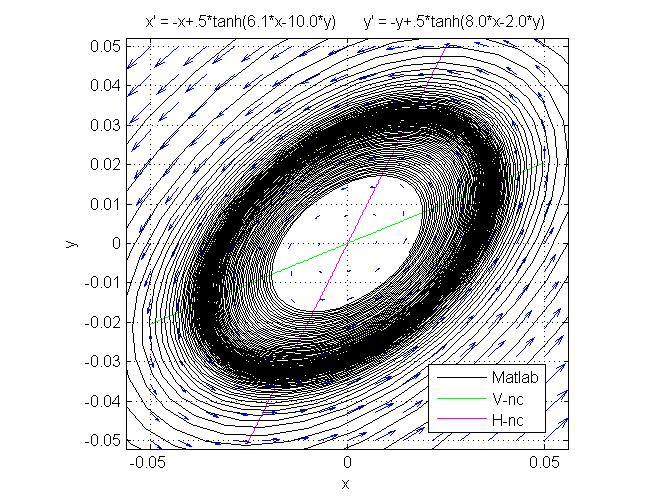 x' = -x+.5*tanh(6.1*x-10.0*y) y' = -y+.5*tanh(8.0*x-2.0*y)
0.05
0.04
0.03
0.02
0.01
0
-0.01
-0.02
-0.03
-0.04
-0.05
y
Matlab
V-nc
H-nc
-0.05 0 0.05
x